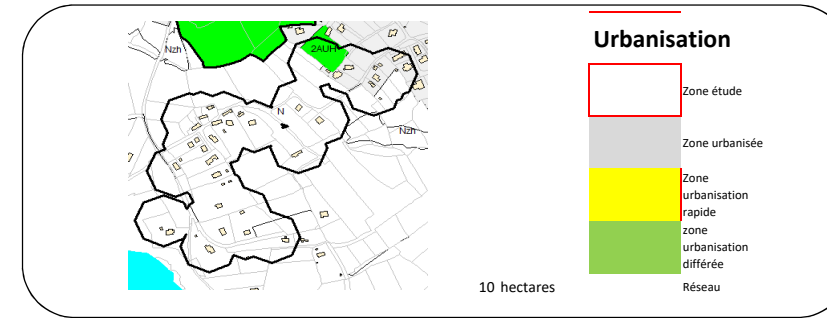 Nzh
2AUH
N
Nzh
Urbanisation
Zone étude
Zone urbanisée
Zone
urbanisation
rapide
zone
urbanisation
différée
10 hectares
Réseau